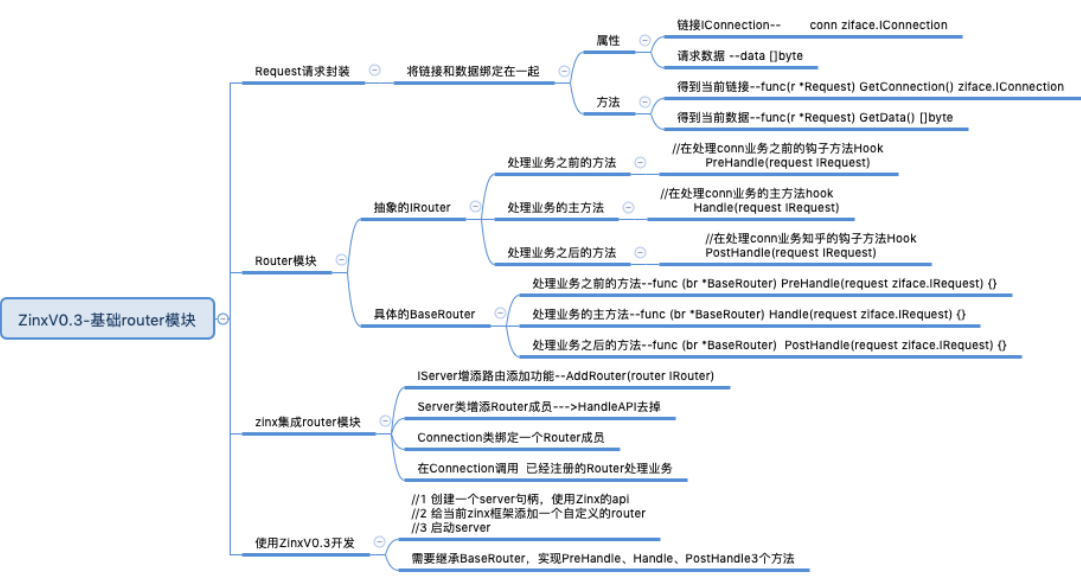 ZinxV0.3-基础router模块
Request请求封装
将链接和数据绑定在一起
属性
链接IConnection-- conn ziface.IConnection
请求数据 --data []byte
方法
得到当前链接--func(r *Request) GetConnection() ziface.IConnection
得到当前数据--func(r *Request) GetData() []byte
Router模块
抽象的IRouter
处理业务之前的方法
//在处理conn业务之前的钩子方法Hook
PreHandle(request IRequest)
处理业务的主方法
//在处理conn业务的主方法hook
Handle(request IRequest)
处理业务之后的方法
//在处理conn业务知乎的钩子方法Hook
PostHandle(request IRequest)
具体的BaseRouter
处理业务之前的方法--func (br *BaseRouter) PreHandle(request ziface.IRequest) {}
处理业务的主方法--func (br *BaseRouter) Handle(request ziface.IRequest) {}
处理业务之后的方法--func (br *BaseRouter) PostHandle(request ziface.IRequest) {}
zinx集成router模块
IServer增添路由添加功能--AddRouter(router IRouter)
Server类增添Router成员--->HandleAPI去掉
Connection类绑定一个Router成员
在Connection调用 已经注册的Router处理业务
使用ZinxV0.3开发
//1 创建一个server句柄，使用Zinx的api
//2 给当前zinx框架添加一个自定义的router
//3 启动server
需要继承BaseRouter，实现PreHandle、Handle、PostHandle3个方法